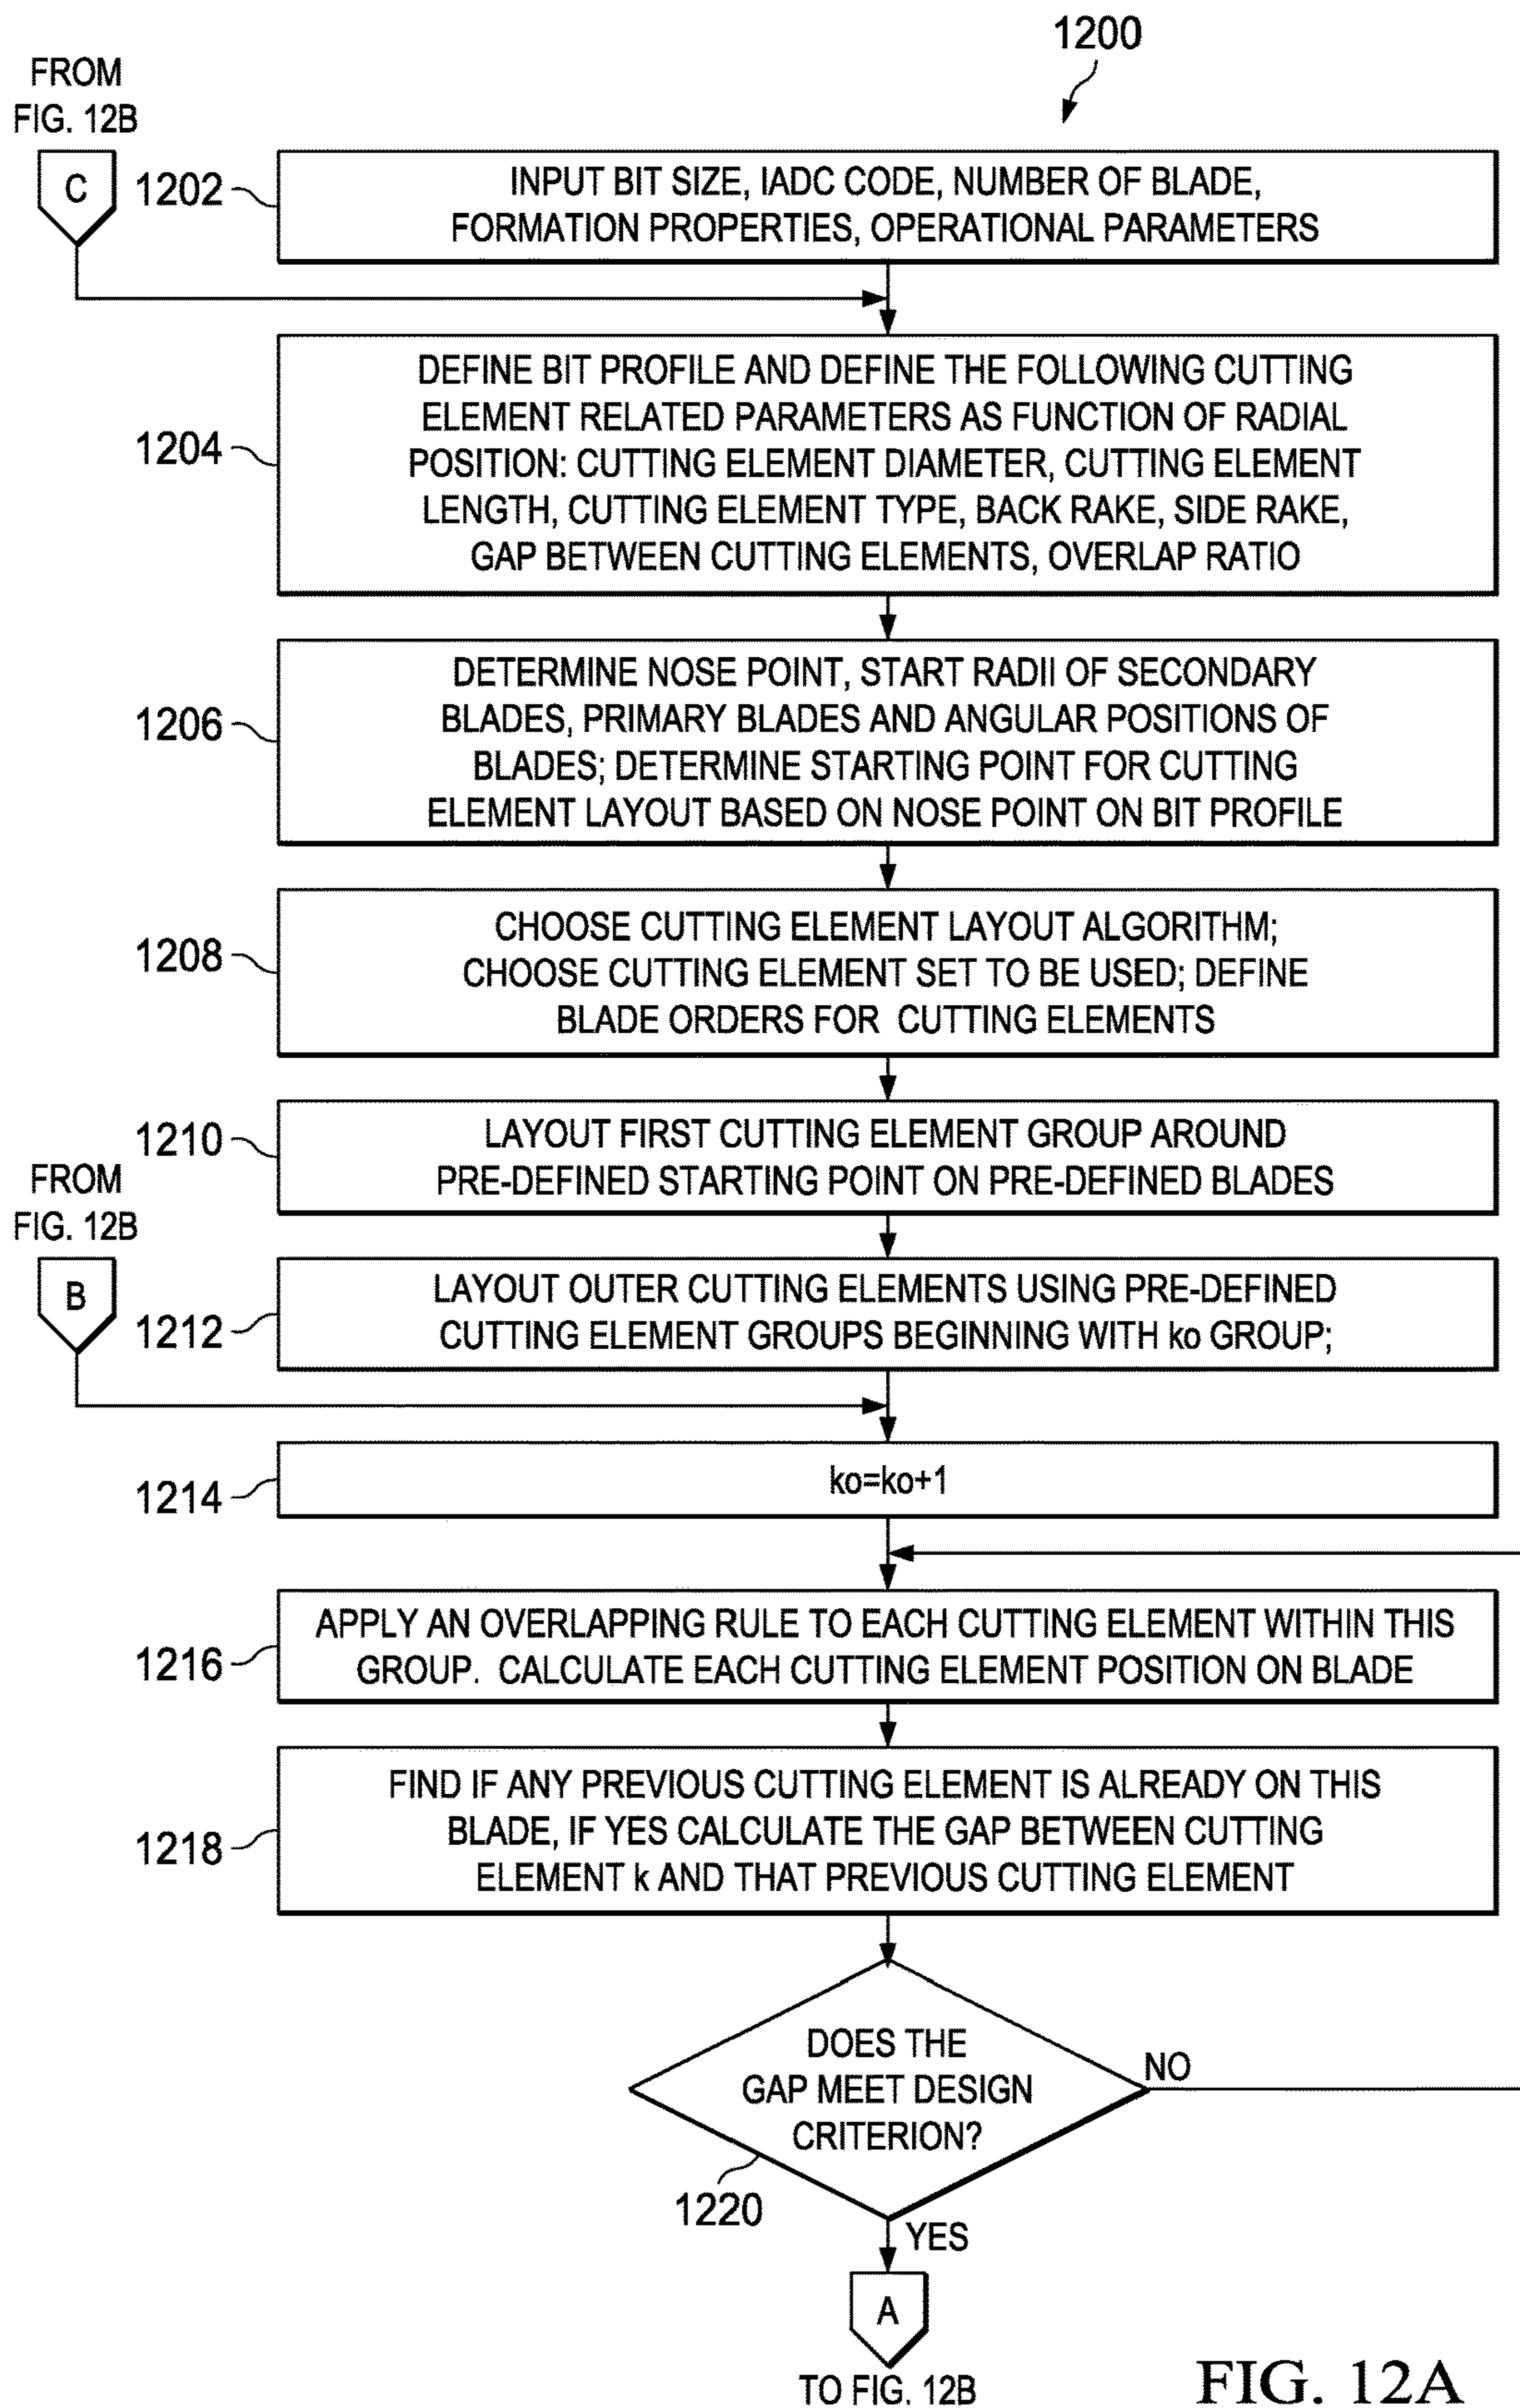 1200
FROM
FIG. 12B
C
1202
INPUT BIT SIZE, IADC CODE, NUMBER OF BLADE,
FORMATION PROPERTIES, OPERATIONAL PARAMETERS
1204
DEFINE BIT PROFILE AND DEFINE THE FOLLOWING CUTTING
ELEMENT RELATED PARAMETERS AS FUNCTION OF RADIAL
POSITION: CUTTING ELEMENT DIAMETER, CUTTING ELEMENT
LENGTH, CUTTING ELEMENT TYPE, BACK RAKE, SIDE RAKE,
GAP BETWEEN CUTTING ELEMENTS, OVERLAP RATIO
1206
DETERMINE NOSE POINT, START RADII OF SECONDARY
BLADES, PRIMARY BLADES AND ANGULAR POSITIONS OF
BLADES; DETERMINE STARTING POINT FOR CUTTING
ELEMENT LAYOUT BASED ON NOSE POINT ON BIT PROFILE
1208
CHOOSE CUTTING ELEMENT LAYOUT ALGORITHM;
CHOOSE CUTTING ELEMENT SET TO BE USED; DEFINE
BLADE ORDERS FOR CUTTING ELEMENTS
1210
LAYOUT FIRST CUTTING ELEMENT GROUP AROUND
PRE-DEFINED STARTING POINT ON PRE-DEFINED BLADES
FROM
FIG. 12B
B
1212
LAYOUT OUTER CUTTING ELEMENTS USING PRE-DEFINED
CUTTING ELEMENT GROUPS BEGINNING WITH ko GROUP;
1214
ko=ko+1
1216
APPLY AN OVERLAPPING RULE TO EACH CUTTING ELEMENT WITHIN THIS
GROUP. CALCULATE EACH CUTTING ELEMENT POSITION ON BLADE
1218
FIND IF ANY PREVIOUS CUTTING ELEMENT IS ALREADY ON THIS
BLADE, IF YES CALCULATE THE GAP BETWEEN CUTTING
ELEMENT k AND THAT PREVIOUS CUTTING ELEMENT
DOES THE
GAP MEET DESIGN
CRITERION?
NO
1220
YES
A
TO FIG. 12B
FIG. 12A